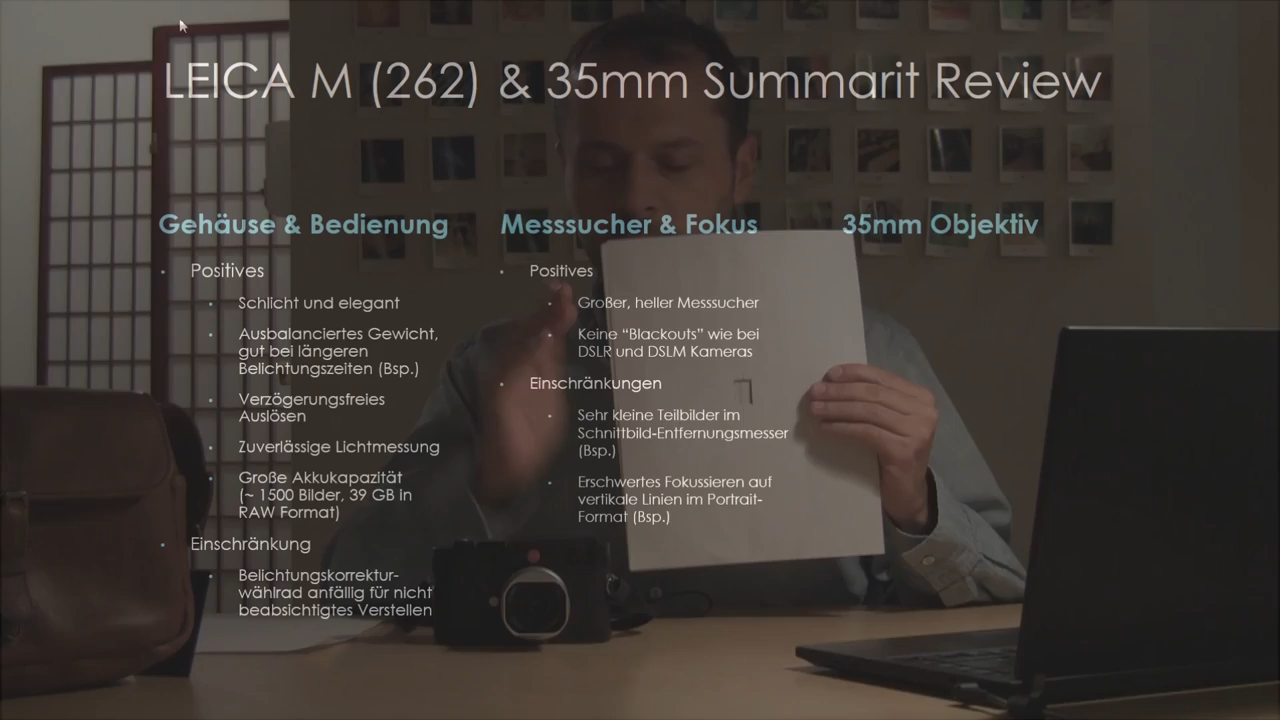 LEICA M (262) & 35mm Summarit Review
Gehäuse & Bedienung
Positives
Schlicht und elegant
Ausbalanciertes Gewicht,
gut bei längeren
Belichtungszeiten (Bsp.)
Verzögerungsfreies
Auslösen
Zuverlässige Lichtmessung
Große Akkukapazität
(~ 1500 Bilder, 39 GB in
RAW Format)
Einschränkung
Belichtungskorrektur-
wählrad anfällig für nicht
beabsichtigtes Verstellen
Messsucher & Fokus
Positives
Großer, heller Messsucher
Keine “Blackouts” wie bei
DSLR und DSLM Kameras
Einschränkungen
Sehr kleine Teilbilder im
Schnittbild-Entfernungsmesser
(Bsp.)
Erschwertes Fokussieren auf
vertikale Linien im Portrait-
Format (Bsp.)
35mm Objektiv